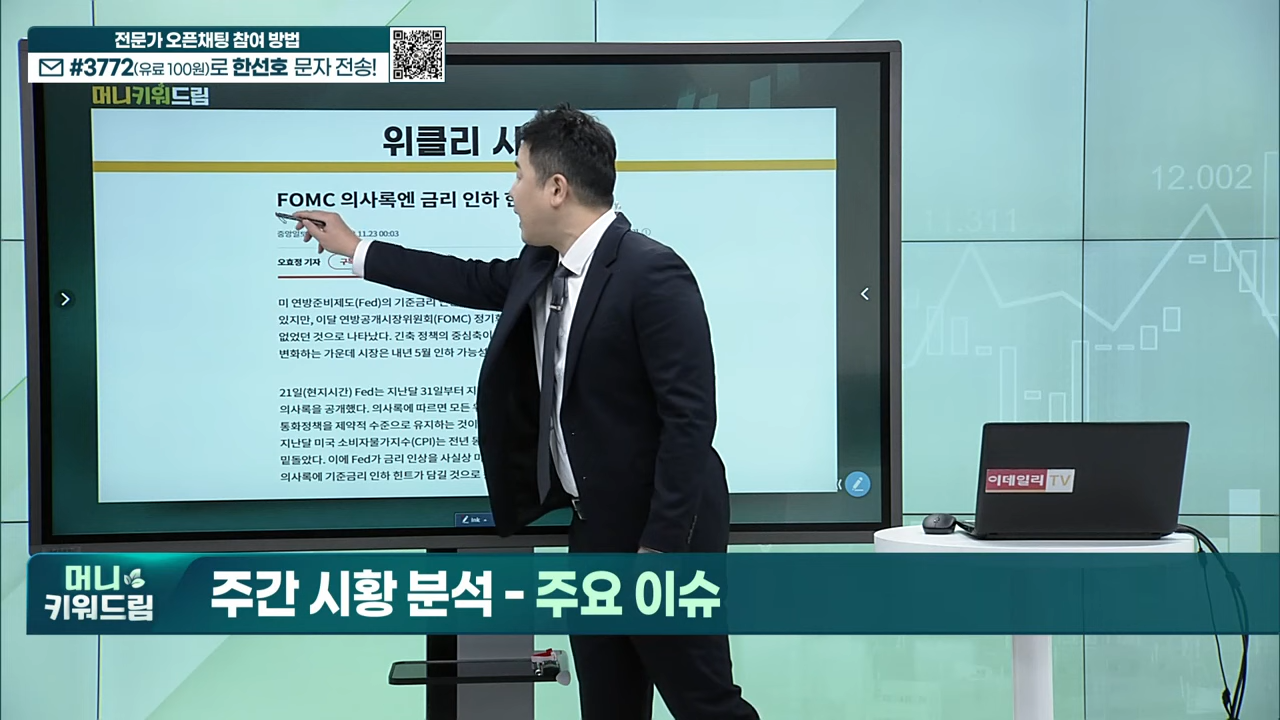 전문가 오픈채팅 참여 방법
#3772(유료 100원)로 한선호 문자 전송!
머니키워드림
위클리
FOMC 의사록엔 금리 인하
11.23 00:03
오효정 기자
미 연방준비제도(Fed)의 기준금리
있지만, 이달 연방공개시장위원회(FOMC)
없었던 것으로 나타났다. 긴축 정책의 중심축이
변화하는 가운데 시장은 내년 5월 인하
21일(현지시간) Fed는 지난달 31일부터
의사록을 공개했다. 의사록에 따르면 모든
통화정책을 제약적 수준으로 유지하는 것이
지난달 미국 소비자물가지수(CPI)는 전년
밑돌았다. 이에 Fed가 금리 인상을 사실상
의사록에 기준금리 인하 힌트가 담길 것으로
Ink
12.002
11.311
이데일리 TV
머니
키워드림
주간 시황 분석 - 주요 이슈